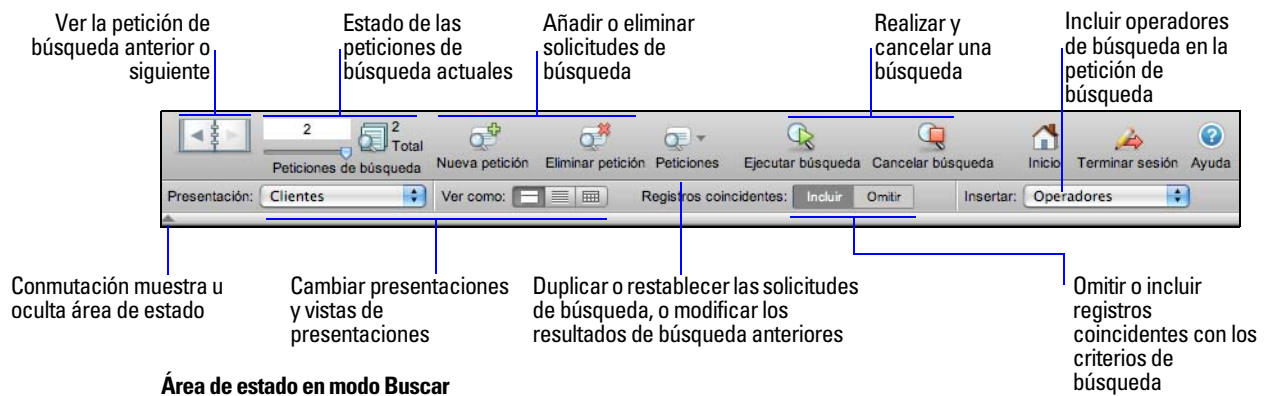 Ver la petición de
búsqueda anterior o
siguiente
Estado de las
peticiones de
búsqueda actuales
Añadir o eliminar
solicitudes de
búsqueda
Realizar y
cancelar una
búsqueda
Incluir operadores
de búsqueda en la
petición de
búsqueda
2
2
Total
Peticiones de búsqueda
Nueva petición
Eliminar petición
Peticiones
Ejecutar búsqueda
Cancelar búsqueda
Inicio
Terminar sesión
Ayuda
Presentación: Clientes
Ver como:
Registros coincidentes: Incluir Omitir
Insertar: Operadores
Conmutación muestra u
oculta área de estado
Cambiar presentaciones
y vistas de
presentaciones
Duplicar o restablecer las solicitudes
de búsqueda, o modificar los
resultados de búsqueda anteriores
Omitir o incluir
registros
coincidentes con los
criterios de
búsqueda
Área de estado en modo Buscar